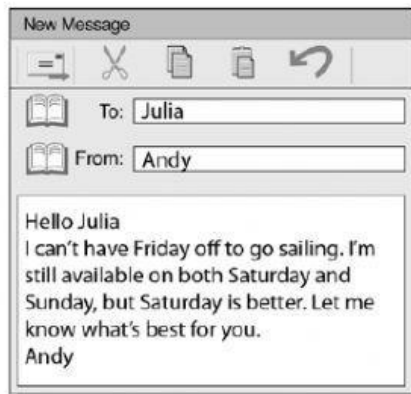 New Message
To: Julia
From: Andy
Hello Julia
I can't have Friday off to go sailing. I'm
still available on both Saturday and
Sunday, but Saturday is better. Let me
know what's best for you.
Andy